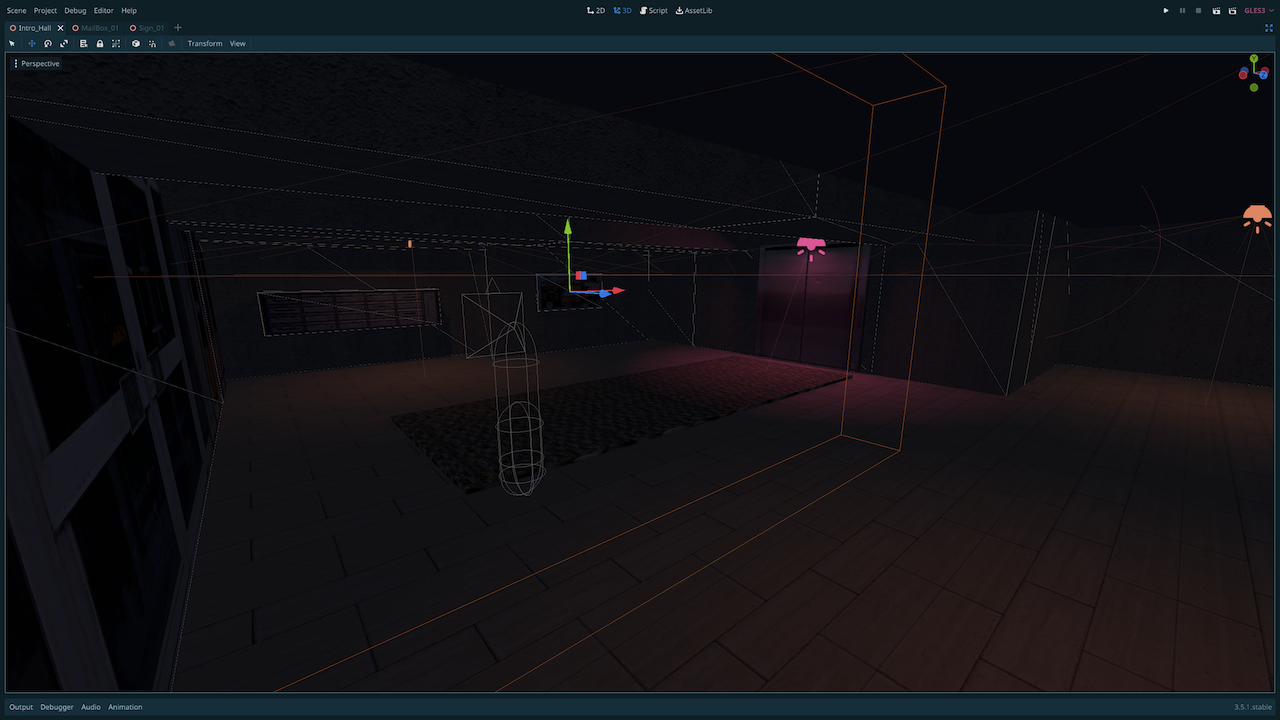 Scene Project Debug Editor Help 2D 3D Script AssetLib GLES3
Intro_Hall MailBox_01 Sign_01
Transform View
Perspective
Output Debugger Audio Animation 3.5.1.stable